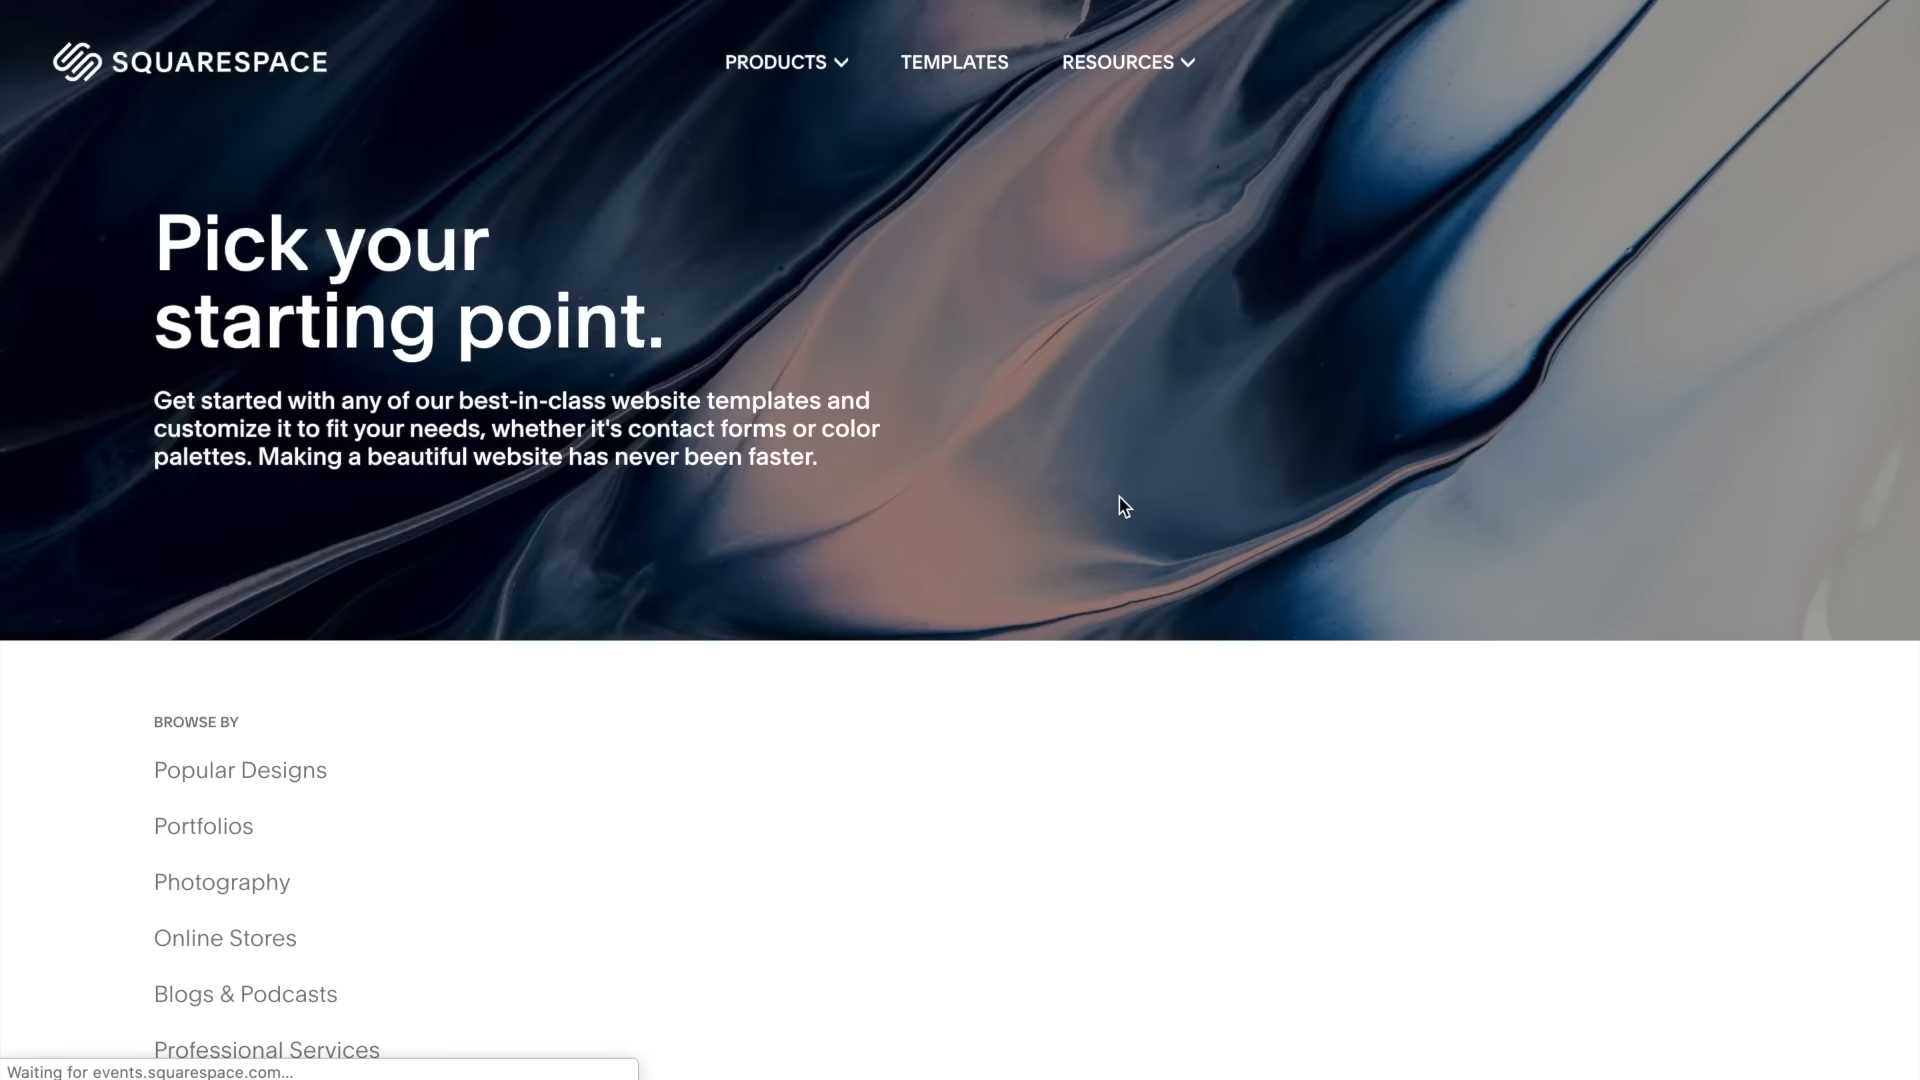 SQUARESPACE
PRODUCTS
TEMPLATES
RESOURCES
Pick your
starting point.
Get started with any of our best-in-class website templates and
customize it to fit your needs, whether it's contact forms or color
palettes. Making a beautiful website has never been faster.
BROWSE BY
Popular Designs
Portfolios
Photography
Online Stores
Blogs & Podcasts
Professional Services
Waiting for events.squarespace.com...